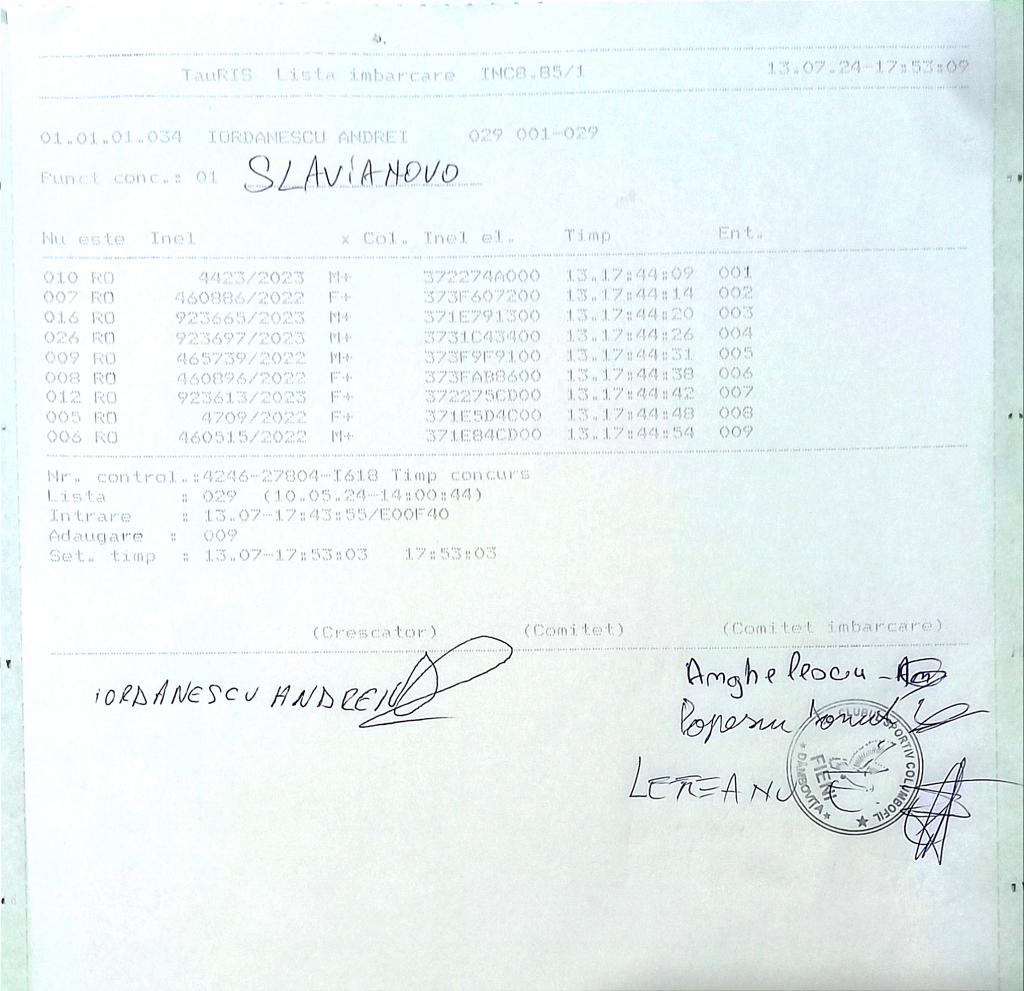 TauRIS Lista imbarcare INC8.85/1 13.07.24-17:53:09
01.01.01.034 IORDANESCU ANDREI 029 001-029
Punct conc.: 01 SLAVIANOVO
Nu este Inel x Col. Inel el. Timp Ent.
010 RO 4423/2023 M+ 372274A000 13.17:44:09 001
007 RO 460886/2022 F+ 373F607200 13.17:44:14 002
016 RO 923665/2023 M+ 371E791300 13.17:44:20 003
026 RO 923697/2023 M+ 3731C43400 13.17:44:26 004
009 RO 465739/2022 M+ 373F9F9100 13.17:44:31 005
008 RO 460896/2022 F+ 373FAB8600 13.17:44:38 006
012 RO 923613/2023 F+ 372275CD00 13.17:44:42 007
005 RO 4709/2022 F+ 371E5D4C00 13.17:44:48 008
006 RO 460515/2022 M+ 371E84CD00 13.17:44:54 009
Nr. control.:4246-27804-I618 Timp concurs
Lista : 029 (10.05.24-14:00:44)
Intrare : 13.07-17:43:55/E00F40
Adaugare : 009
Set. timp : 13.07-17:53:03 17:53:03
(Crescator) (Comitet) (Comitet imbarcare)
IORDANESCU ANDREI
Anghelescu
Popescu Ionut
LETEANU
CLUBUL SPORTIV COLUMBOFIL
FIENI
DAMBOVITA